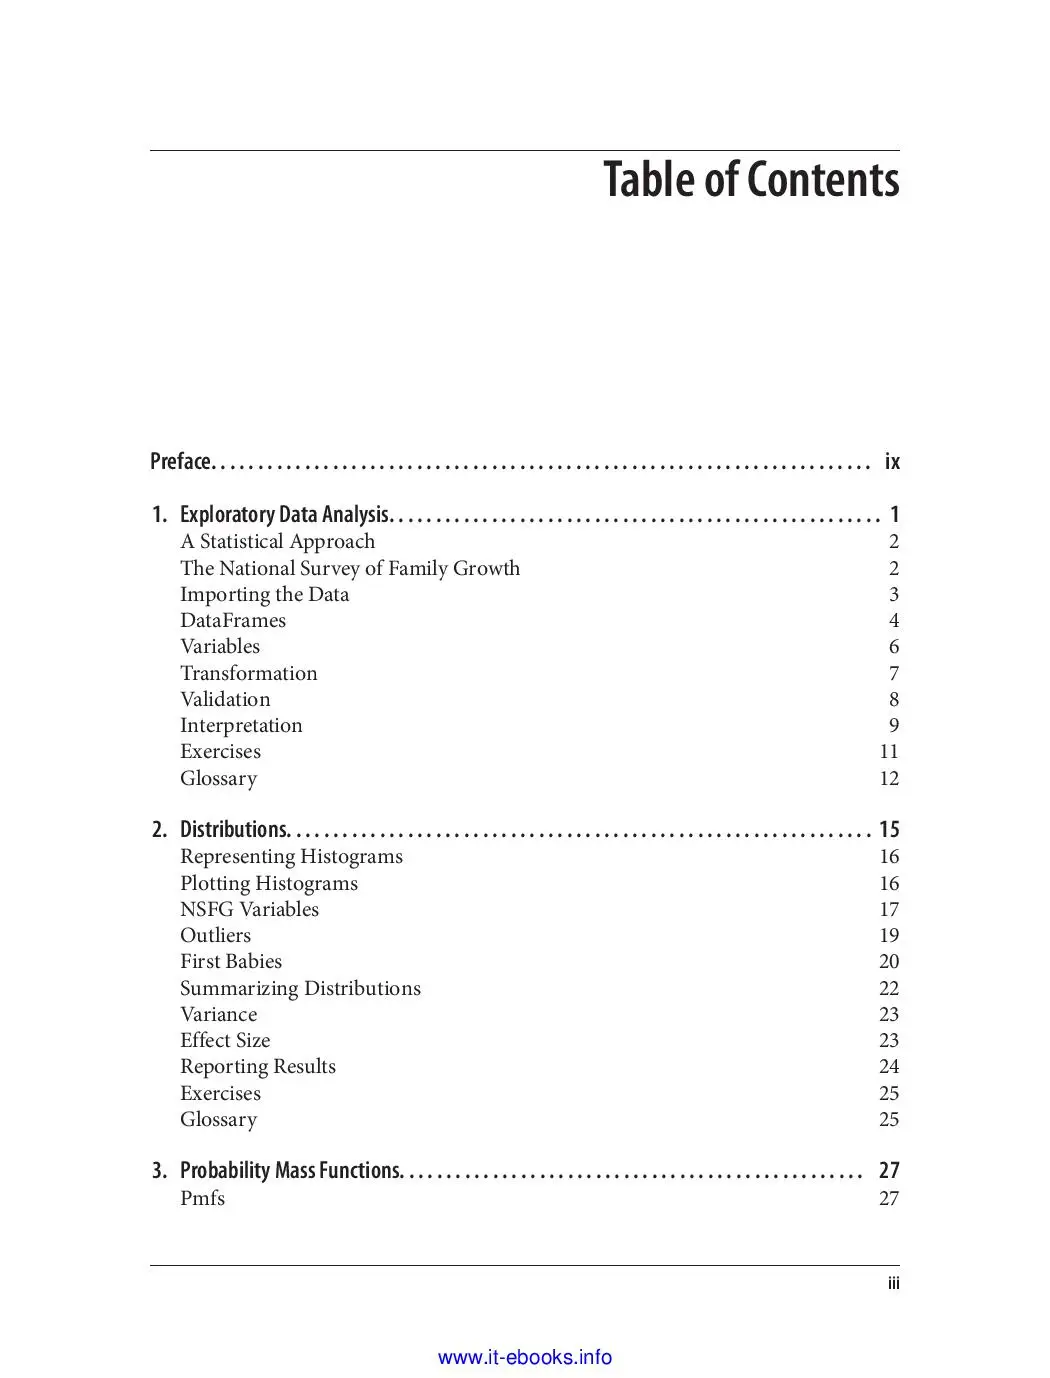 Table of Contents
Preface. . . . . . . . . . . . . . . . . . . . . . . . . . . . . . . . . . . . . . . . . . . . . . . . . . . . . . . . . . . . . . . . . . . . . . . ix
1. Exploratory Data Analysis. . . . . . . . . . . . . . . . . . . . . . . . . . . . . . . . . . . . . . . . . . . . . . . . . . . . . 1
A Statistical Approach 2
The National Survey of Family Growth 2
Importing the Data 3
DataFrames 4
Variables 6
Transformation 7
Validation 8
Interpretation 9
Exercises 11
Glossary 12
2. Distributions. . . . . . . . . . . . . . . . . . . . . . . . . . . . . . . . . . . . . . . . . . . . . . . . . . . . . . . . . . . . . . . 15
Representing Histograms 16
Plotting Histograms 16
NSFG Variables 17
Outliers 19
First Babies 20
Summarizing Distributions 22
Variance 23
Effect Size 23
Reporting Results 24
Exercises 25
Glossary 25
3. Probability Mass Functions. . . . . . . . . . . . . . . . . . . . . . . . . . . . . . . . . . . . . . . . . . . . . . . . . . 27
Pmfs 27
iii
www.it-ebooks.info